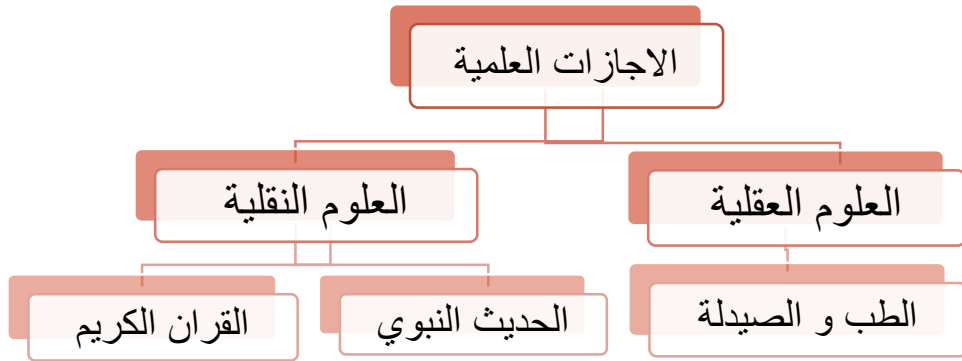 الاجازات العلمية
العلوم العقلية
العلوم النقلية
الطب و الصيدلة
الحديث النبوي
القران الكريم